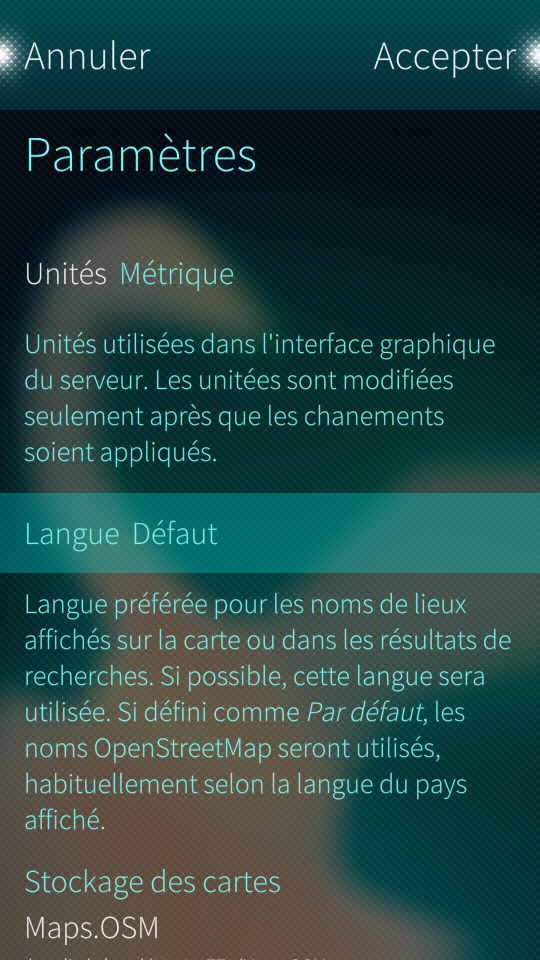 Annuler Accepter
Paramètres
Unités Métrique
Unités utilisées dans l'interface graphique
du serveur. Les unitées sont modifiées
seulement après que les chanements
soient appliqués.
Langue Défaut
Langue préférée pour les noms de lieux
affichés sur la carte ou dans les résultats de
recherches. Si possible, cette langue sera
utilisée. Si défini comme Par défaut, les
noms OpenStreetMap seront utilisés,
habituellement selon la langue du pays
affiché.
Stockage des cartes
Maps.OSM